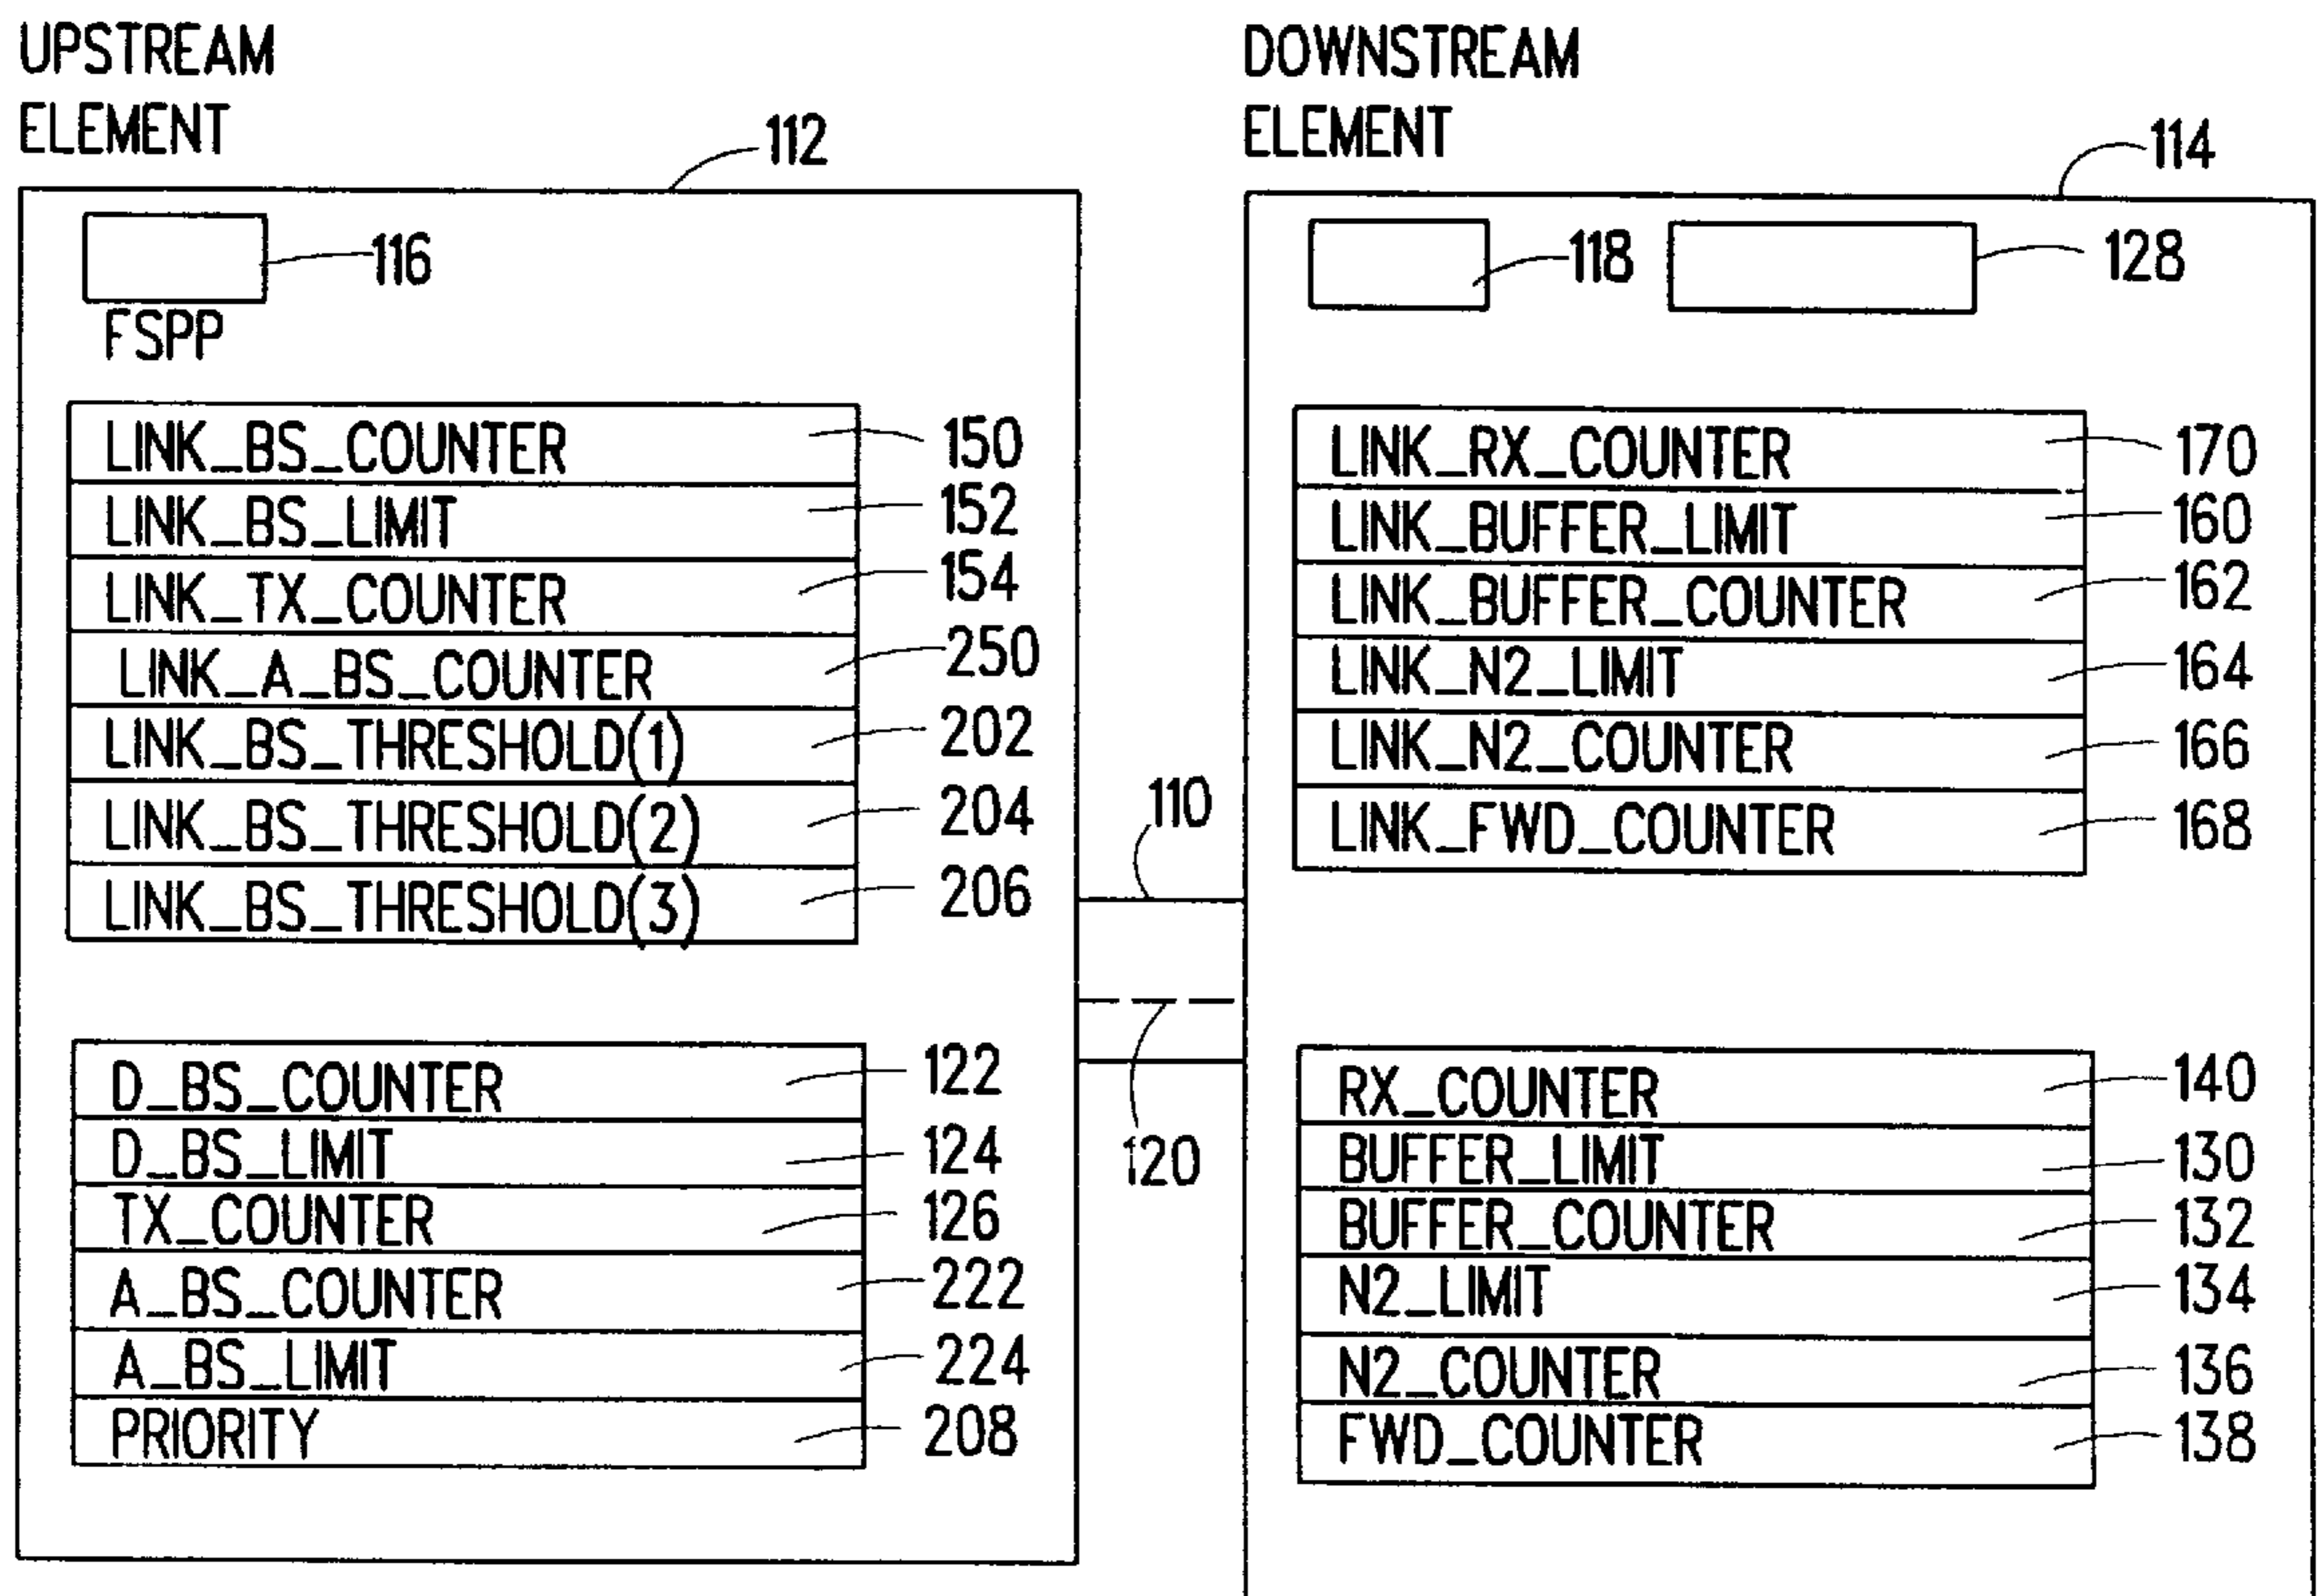 UPSTREAM
ELEMENT
112
116
FSPP
LINK_BS_COUNTER 150
LINK_BS_LIMIT 152
LINK_TX_COUNTER 154
LINK_A_BS_COUNTER 250
LINK_BS_THRESHOLD(1) 202
LINK_BS_THRESHOLD(2) 204
LINK_BS_THRESHOLD(3) 206
D_BS_COUNTER 122
D_BS_LIMIT 124
TX_COUNTER 126
A_BS_COUNTER 222
A_BS_LIMIT 224
PRIORITY 208
110
120
DOWNSTREAM
ELEMENT
114
118 128
LINK_RX_COUNTER 170
LINK_BUFFER_LIMIT 160
LINK_BUFFER_COUNTER 162
LINK_N2_LIMIT 164
LINK_N2_COUNTER 166
LINK_FWD_COUNTER 168
RX_COUNTER 140
BUFFER_LIMIT 130
BUFFER_COUNTER 132
N2_LIMIT 134
N2_COUNTER 136
FWD_COUNTER 138